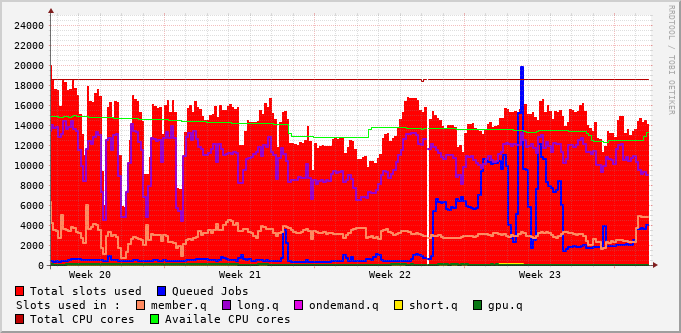 RRDTOOL / TOBI OETIKER
24000
22000
20000
18000
16000
14000
12000
10000
8000
6000
4000
2000
0
Week 20 Week 21 Week 22 Week 23
Total slots used Queued Jobs
Slots used in : member.q long.q ondemand.q short.q gpu.q
Total CPU cores Availale CPU cores